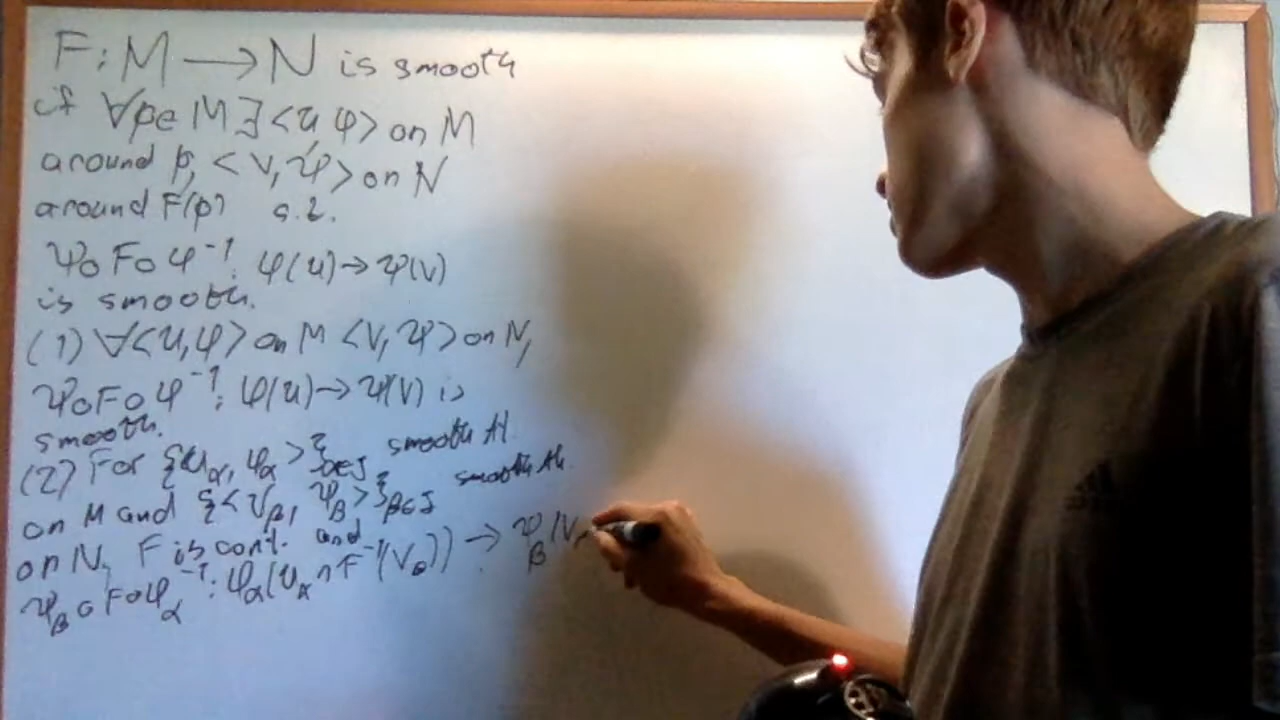 F : M → N is smooth
if ∀p∈M ∃ <U, φ> on M
around p, <V, ψ> on N
around F(p) s.t.
ψ∘F∘φ⁻¹ : φ(U) → ψ(V)
is smooth.
(1) ∀<U, φ> on M <V, ψ> on N,
ψ∘F∘φ⁻¹ : φ(U) → ψ(V) is
smooth.
(2) For {<U_α, φ_α>}_α∈J smooth At.
on M and {<V_β, ψ_β>}_β∈J smooth At.
on N, F is cont. and
ψ_β∘F∘φ_α⁻¹ : φ_α(U_α ∩ F⁻¹(V_β)) → ψ_β(V